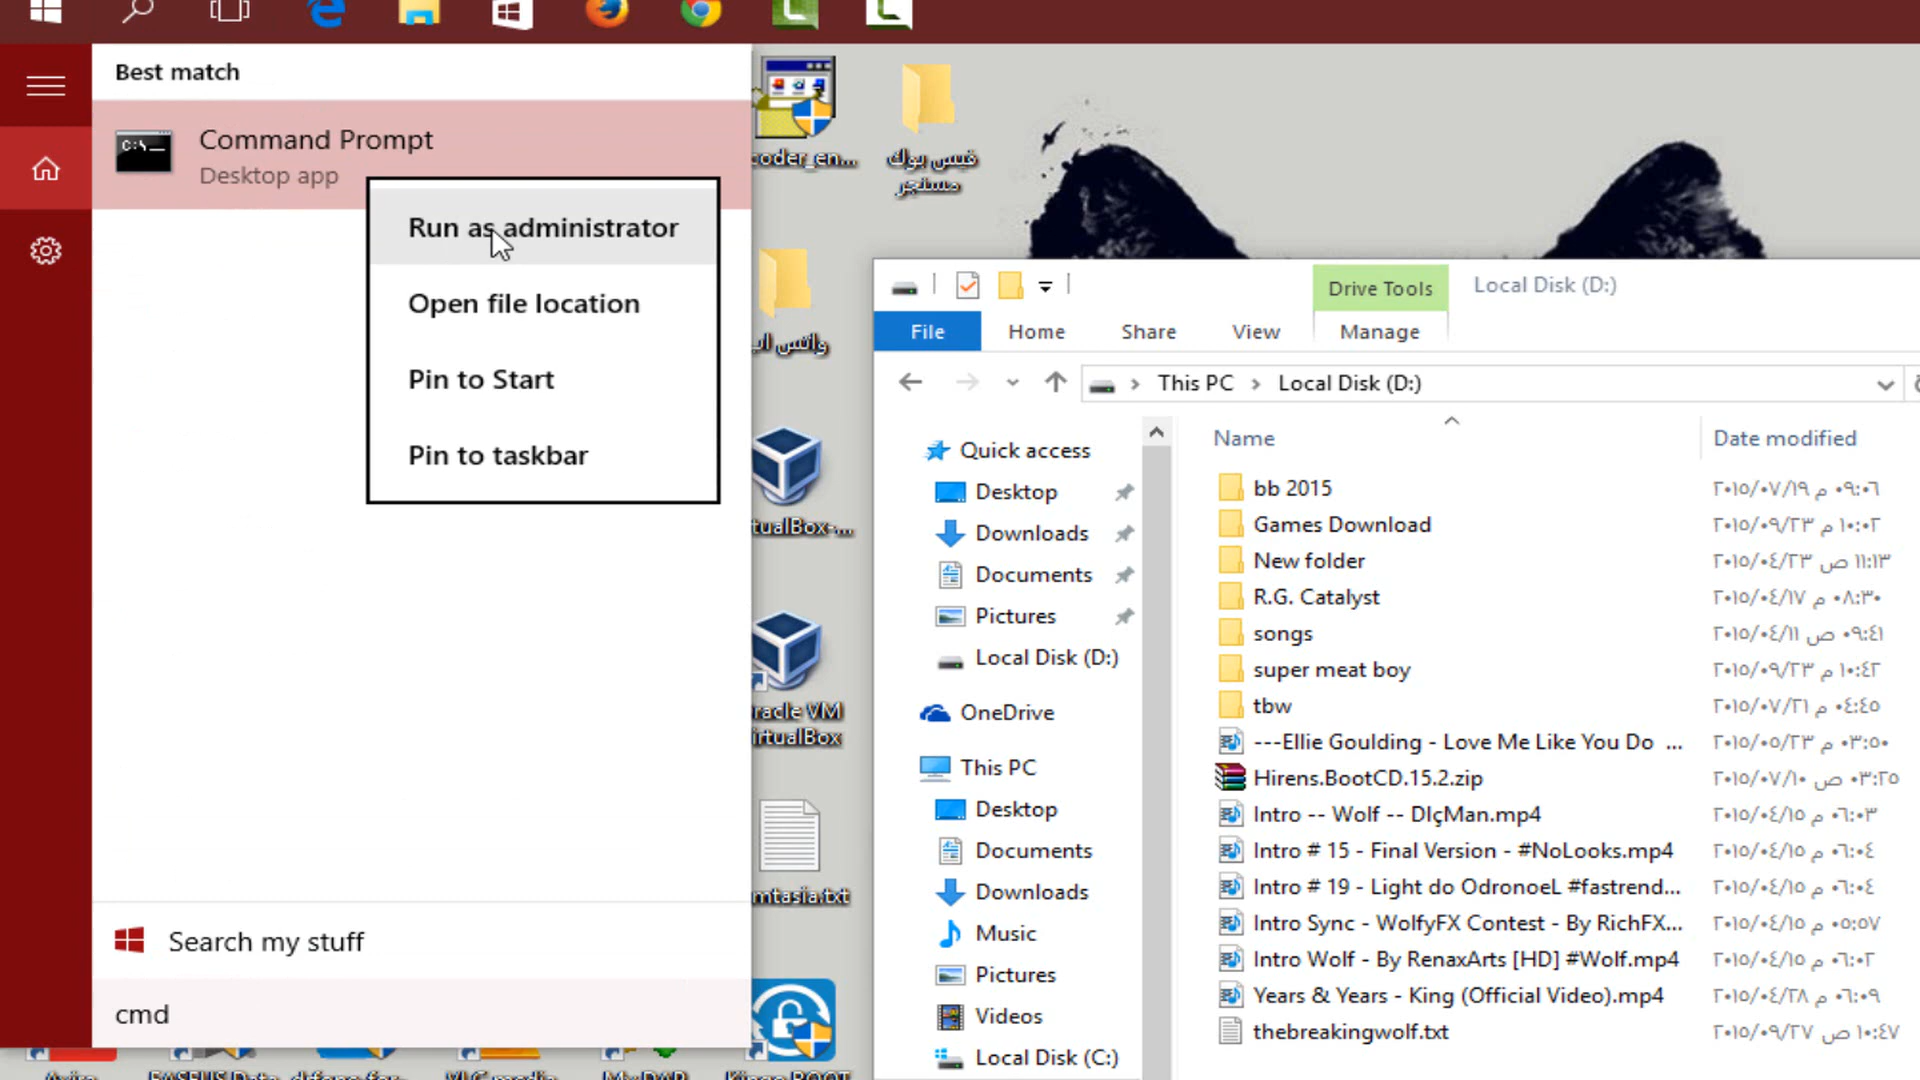 Best match
Command Prompt
Desktop app
Run as administrator
Open file location
Pin to Start
Pin to taskbar
Search my stuff
cmd
coder_en...
فيس بوك
مسنجر
واتس اب
tualBox-...
racle VM
irtualBox
mtasia.txt
Drive Tools
Local Disk (D:)
File
Home
Share
View
Manage
This PC
Local Disk (D:)
Name
Date modified
Quick access
Desktop
Downloads
Documents
Pictures
Local Disk (D:)
OneDrive
This PC
Desktop
Documents
Downloads
Music
Pictures
Videos
Local Disk (C:)
bb 2015 ٢٠١٥/٠٧/١٩ ٠٩:٠٦ م
Games Download ٢٠١٥/٠٩/٢٣ ١٠:٠٢ م
New folder ٢٠١٥/٠٤/٢٣ ١١:١٣ ص
R.G. Catalyst ٢٠١٥/٠٤/١٧ ٠٨:٣٠ م
songs ٢٠١٥/٠٤/١١ ٠٩:٤١ ص
super meat boy ٢٠١٥/٠٩/٢٣ ١٠:٤٢ م
tbw ٢٠١٥/٠٧/٢١ ٠٤:٤٥ م
---Ellie Goulding - Love Me Like You Do ... ٢٠١٥/٠٥/٢٣ ٠٣:٥٠ م
Hirens.BootCD.15.2.zip ٢٠١٥/٠٧/١٠ ٠٣:٢٥ ص
Intro -- Wolf -- DlçMan.mp4 ٢٠١٥/٠٤/١٥ ٠٦:٠٣ م
Intro # 15 - Final Version - #NoLooks.mp4 ٢٠١٥/٠٤/١٥ ٠٦:٠٤ م
Intro # 19 - Light do OdronoeL #fastrend... ٢٠١٥/٠٤/١٥ ٠٦:٠٤ م
Intro Sync - WolfyFX Contest - By RichFX... ٢٠١٥/٠٤/١٥ ٠٥:٥٧ م
Intro Wolf - By RenaxArts [HD] #Wolf.mp4 ٢٠١٥/٠٤/١٥ ٠٦:٠٢ م
Years & Years - King (Official Video).mp4 ٢٠١٥/٠٤/٢٨ ٠٦:٠٩ م
thebreakingwolf.txt ٢٠١٥/٠٩/٢٧ ١٠:٤٧ ص